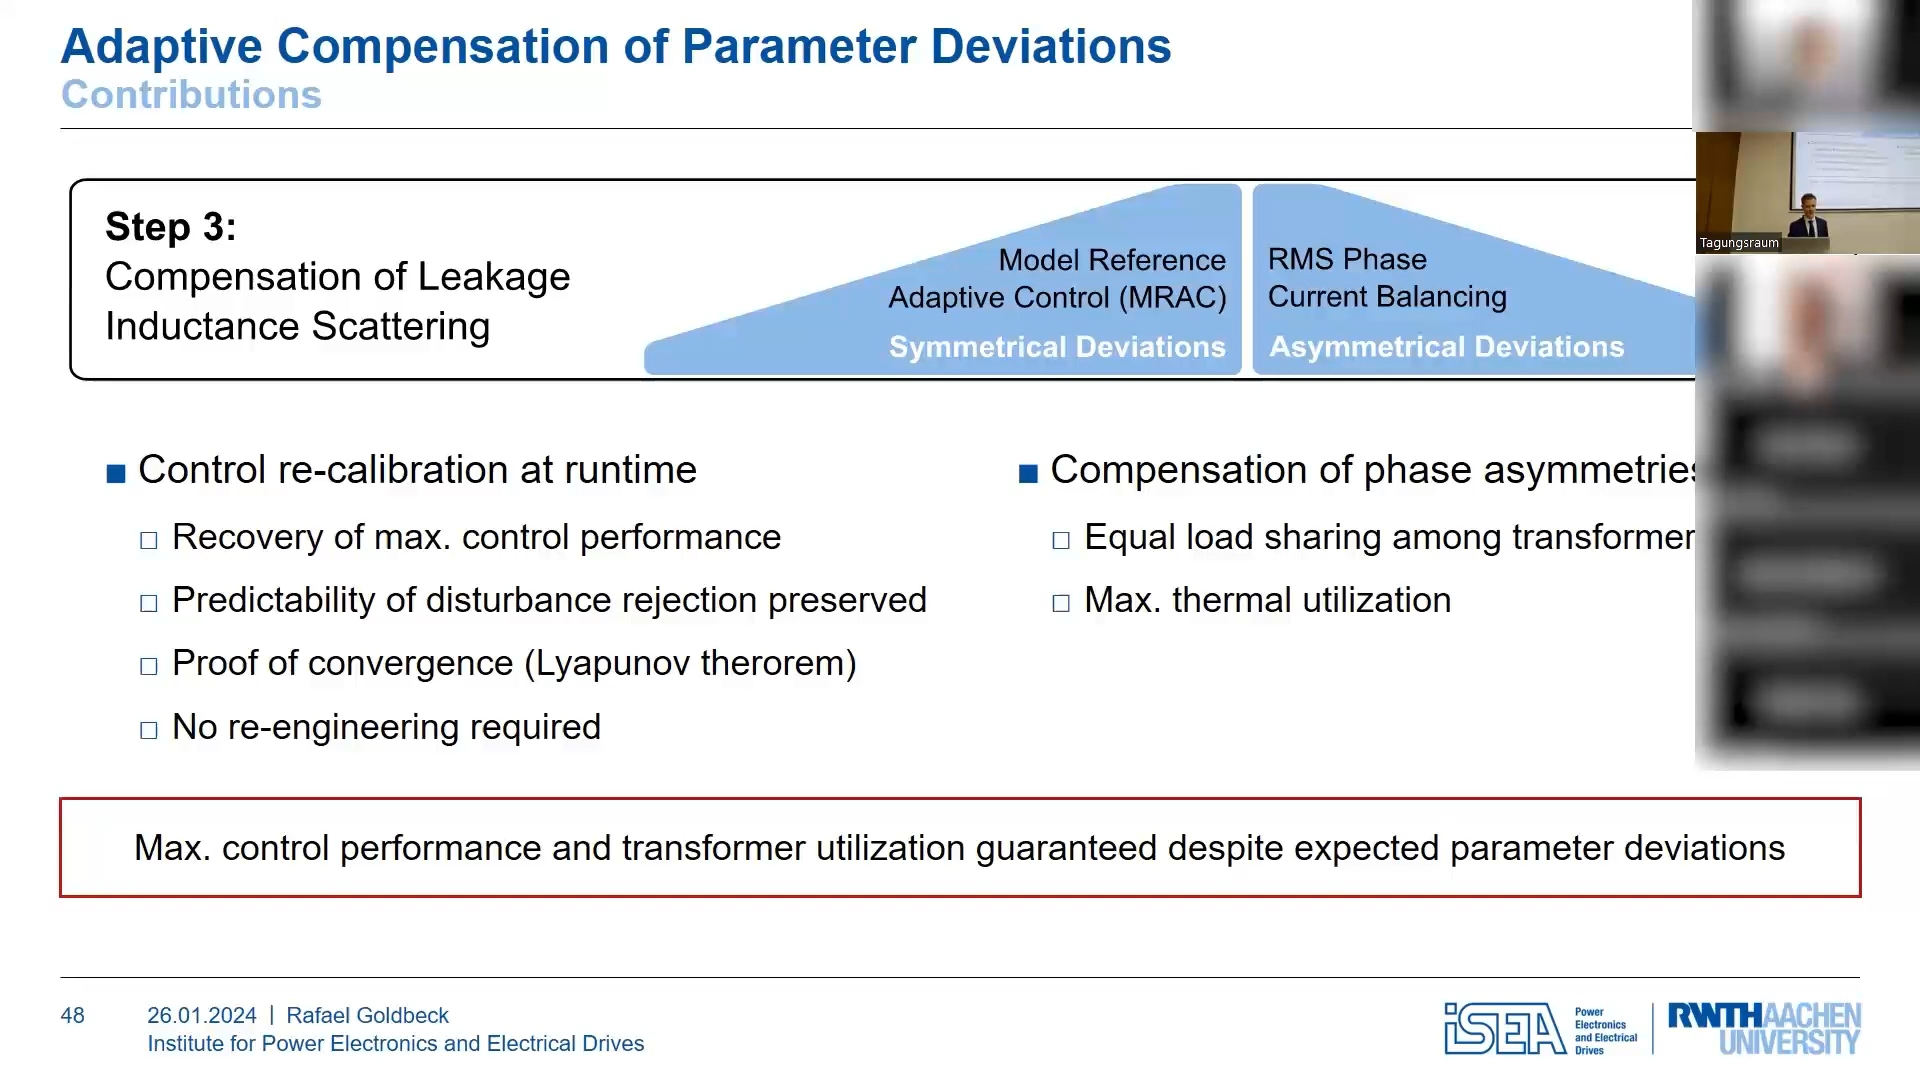 Adaptive Compensation of Parameter Deviations
Contributions
Tagungsraum
Step 3:
Compensation of Leakage
Inductance Scattering
Model Reference
Adaptive Control (MRAC)
Symmetrical Deviations
RMS Phase
Current Balancing
Asymmetrical Deviations
■ Control re-calibration at runtime
□ Recovery of max. control performance
□ Predictability of disturbance rejection preserved
□ Proof of convergence (Lyapunov therorem)
□ No re-engineering required
■ Compensation of phase asymmetries
□ Equal load sharing among transformer
□ Max. thermal utilization
Max. control performance and transformer utilization guaranteed despite expected parameter deviations
48
26.01.2024 | Rafael Goldbeck
Institute for Power Electronics and Electrical Drives
iSEA
Power
Electronics
and Electrical
Drives
RWTHAACHEN
UNIVERSITY